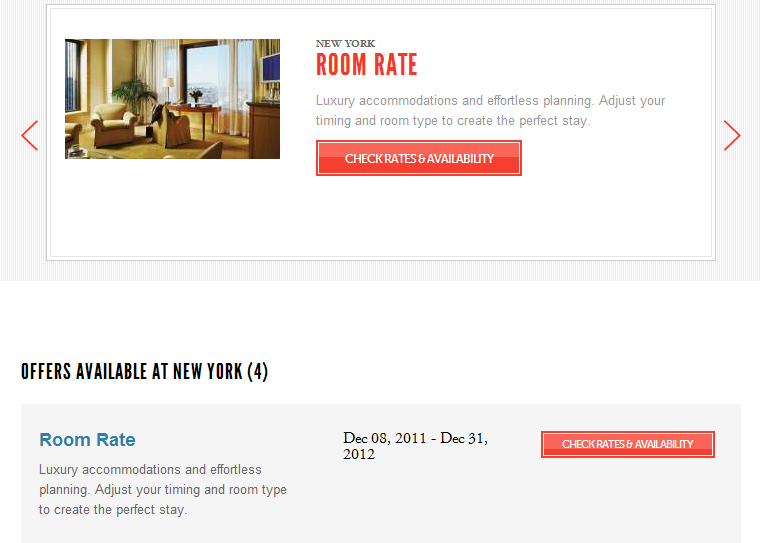 NEW YORK
ROOM RATE
Luxury accommodations and effortless planning. Adjust your
timing and room type to create the perfect stay.
CHECK RATES & AVAILABILITY
OFFERS AVAILABLE AT NEW YORK (4)
Room Rate
Luxury accommodations and effortless
planning. Adjust your timing and room type
to create the perfect stay.
Dec 08, 2011 - Dec 31,
2012
CHECK RATES & AVAILABILITY